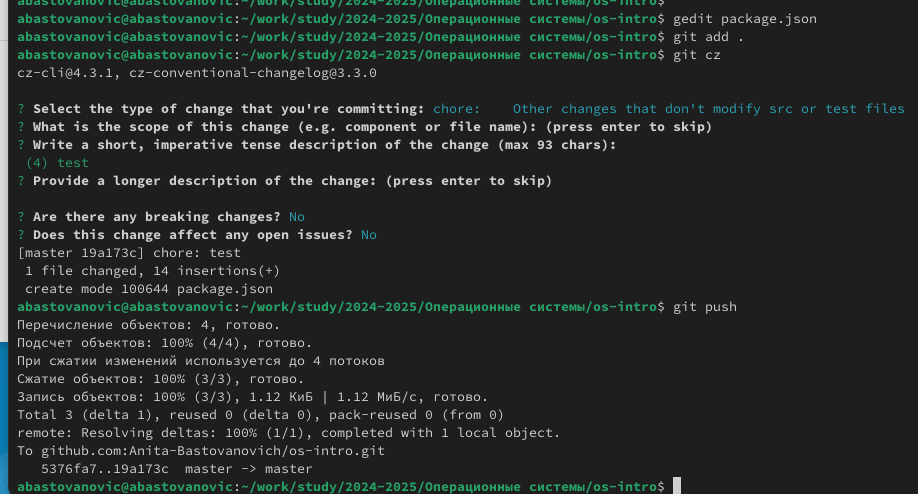 abastovanovic@abastovanovic:~/work/study/2024-2025/Операционные системы/os-intro$
abastovanovic@abastovanovic:~/work/study/2024-2025/Операционные системы/os-intro$ gedit package.json
abastovanovic@abastovanovic:~/work/study/2024-2025/Операционные системы/os-intro$ git add .
abastovanovic@abastovanovic:~/work/study/2024-2025/Операционные системы/os-intro$ git cz
cz-cli@4.3.1, cz-conventional-changelog@3.3.0
? Select the type of change that you're committing: chore:    Other changes that don't modify src or test files
? What is the scope of this change (e.g. component or file name): (press enter to skip)
? Write a short, imperative tense description of the change (max 93 chars):
 (4) test
? Provide a longer description of the change: (press enter to skip)
? Are there any breaking changes? No
? Does this change affect any open issues? No
[master 19a173c] chore: test
 1 file changed, 14 insertions(+)
 create mode 100644 package.json
abastovanovic@abastovanovic:~/work/study/2024-2025/Операционные системы/os-intro$ git push
Перечисление объектов: 4, готово.
Подсчет объектов: 100% (4/4), готово.
При сжатии изменений используется до 4 потоков
Сжатие объектов: 100% (3/3), готово.
Запись объектов: 100% (3/3), 1.12 КиБ | 1.12 МиБ/с, готово.
Total 3 (delta 1), reused 0 (delta 0), pack-reused 0 (from 0)
remote: Resolving deltas: 100% (1/1), completed with 1 local object.
To github.com:Anita-Bastovanovich/os-intro.git
   5376fa7..19a173c  master -> master
abastovanovic@abastovanovic:~/work/study/2024-2025/Операционные системы/os-intro$